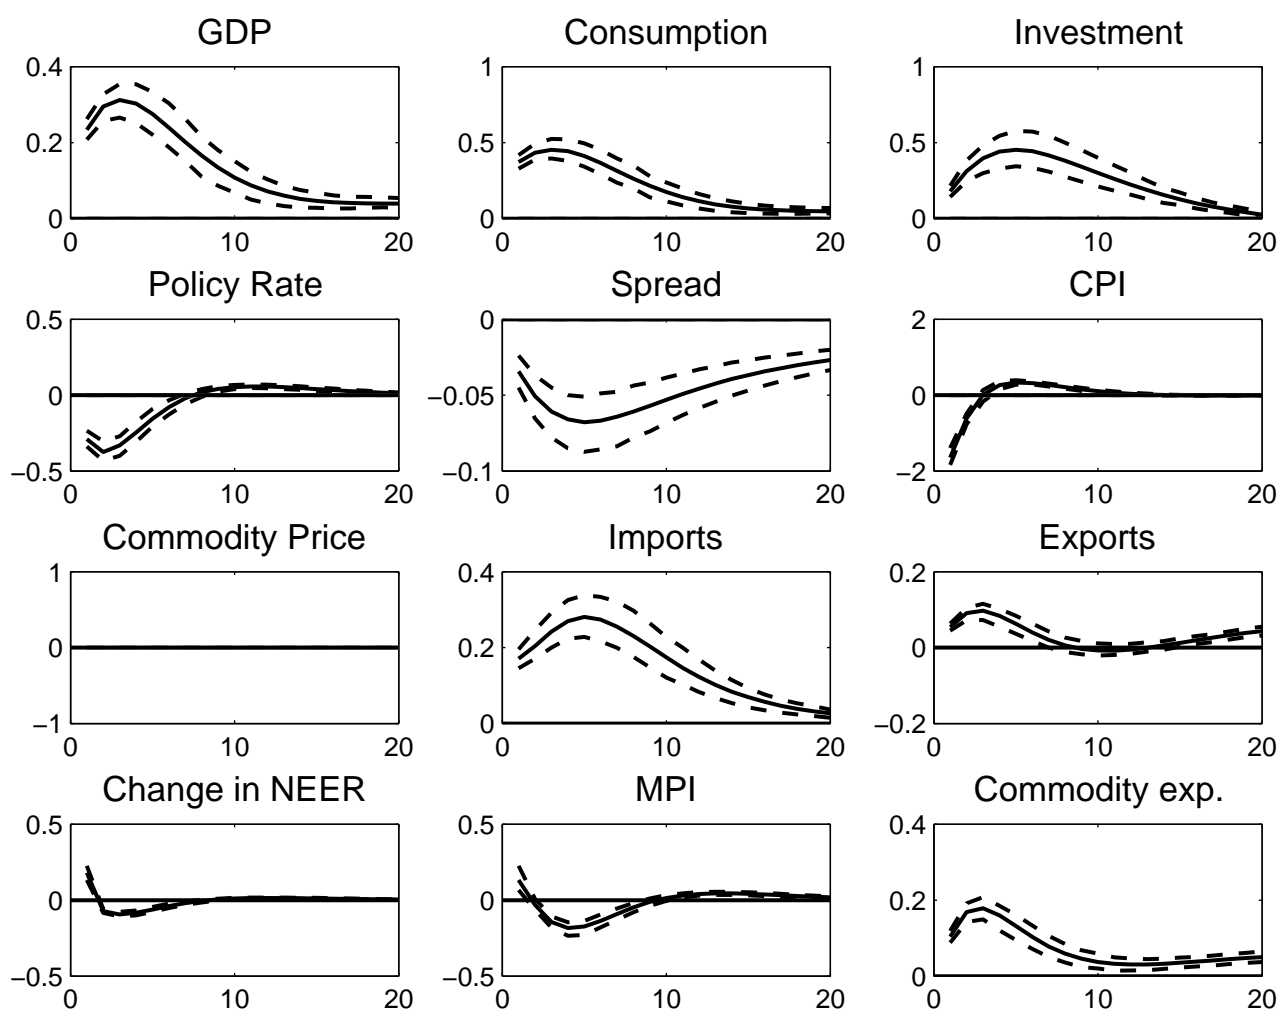 GDP Consumption Investment
0.4 1 1
0.2 0.5 0.5
0 0 0
0 10 20 0 10 20 0 10 20
Policy Rate Spread CPI
0.5 0 2
0 −0.05 0
−0.5 −0.1 −2
0 10 20 0 10 20 0 10 20
Commodity Price Imports Exports
1 0.4 0.2
0 0.2 0
−1 0 −0.2
0 10 20 0 10 20 0 10 20
Change in NEER MPI Commodity exp.
0.5 0.5 0.4
0 0 0.2
−0.5 −0.5 0
0 10 20 0 10 20 0 10 20